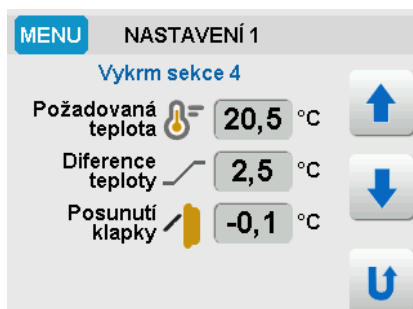 MENU NASTAVENÍ 1
Vykrm sekce 4
Požadovaná
teplota 20,5 °C
Diference
teploty 2,5 °C
Posunutí
klapky -0,1 °C